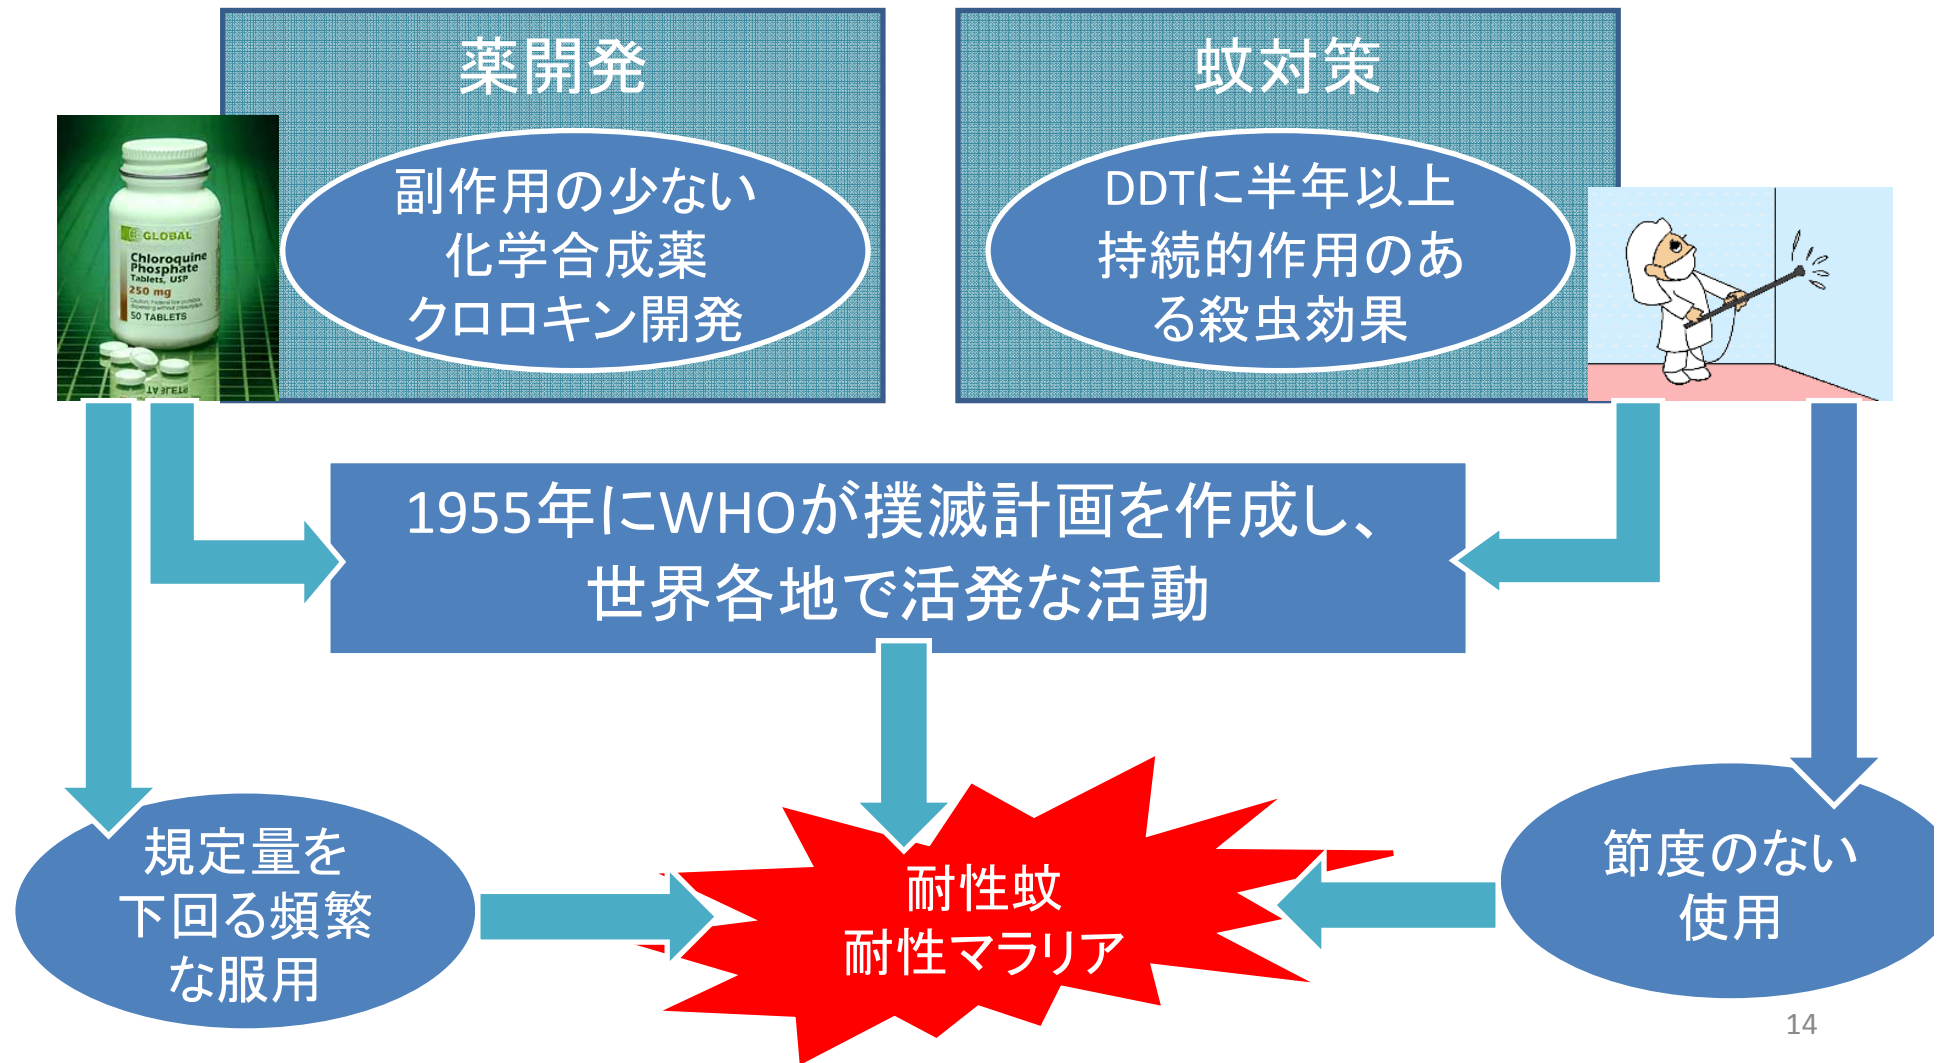 薬開発
副作用の少ない
化学合成薬
クロロキン開発
GLOBAL
Chloroquine
Phosphate
Tablets, USP
250 mg
50 TABLETS
蚊対策
DDTに半年以上
持続的作用のあ
る殺虫効果
1955年にWHOが撲滅計画を作成し、
世界各地で活発な活動
規定量を
下回る頻繁
な服用
耐性蚊
耐性マラリア
節度のない
使用
14